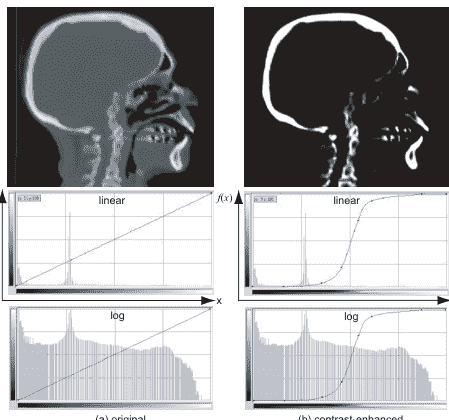 linear
f(x)
linear
x
log
log
(a) original
(b) contrast-enhanced